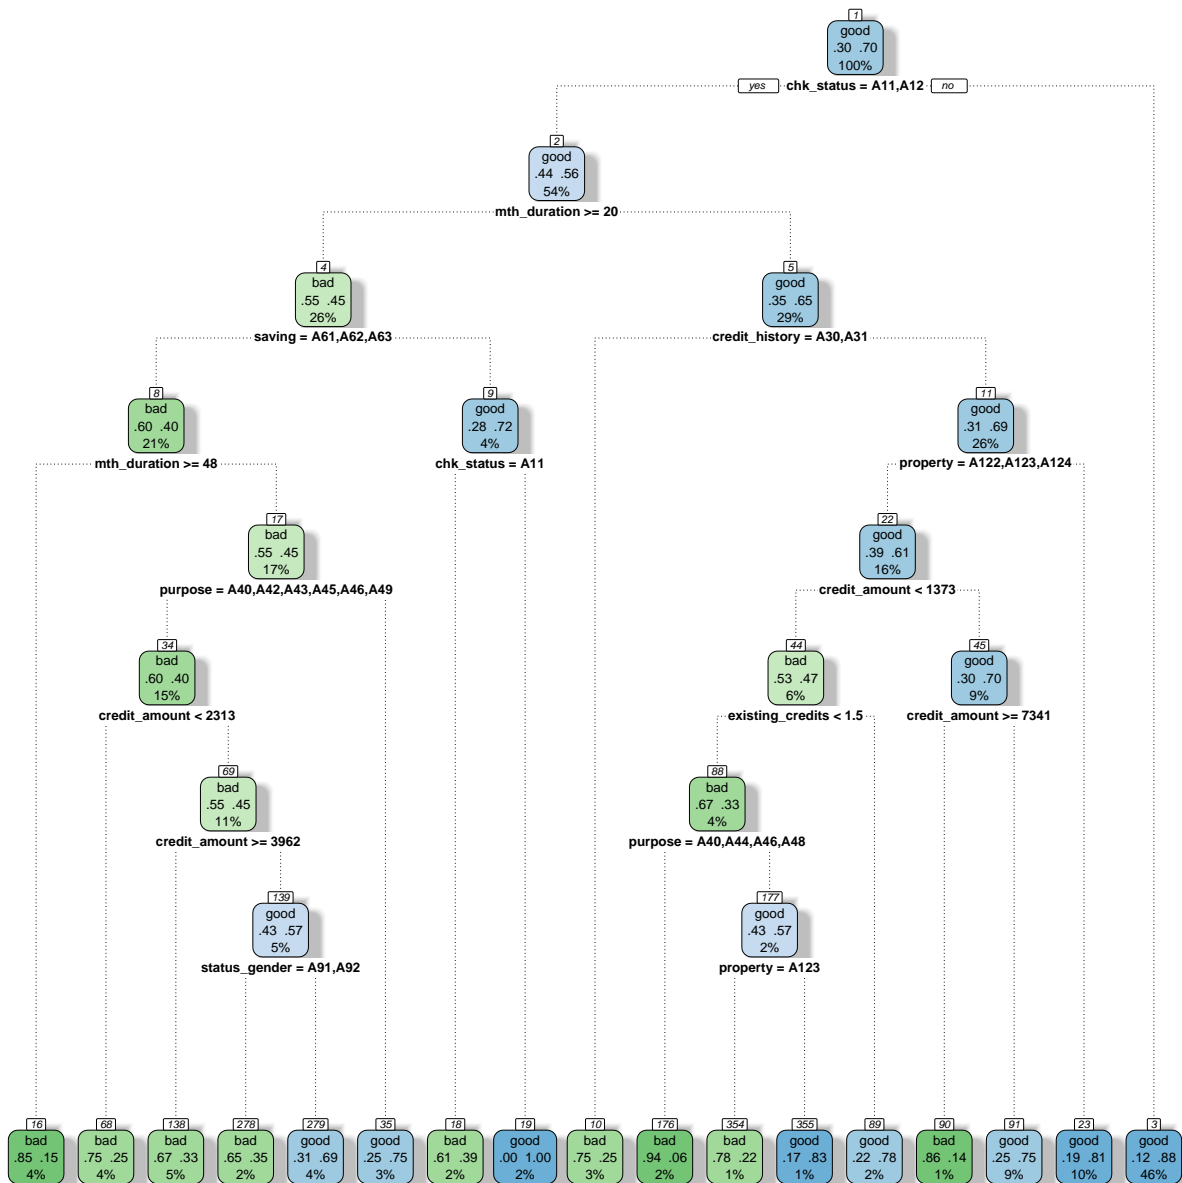 1
good
.30 .70
100%
yes chk_status = A11,A12 no
2
good
.44 .56
54%
mth_duration >= 20
4
bad
.55 .45
26%
saving = A61,A62,A63
5
good
.35 .65
29%
credit_history = A30,A31
8
bad
.60 .40
21%
mth_duration >= 48
9
good
.28 .72
4%
chk_status = A11
11
good
.31 .69
26%
property = A122,A123,A124
17
bad
.55 .45
17%
purpose = A40,A42,A43,A45,A46,A49
22
good
.39 .61
16%
credit_amount < 1373
34
bad
.60 .40
15%
credit_amount < 2313
44
bad
.53 .47
6%
existing_credits < 1.5
45
good
.30 .70
9%
credit_amount >= 7341
69
bad
.55 .45
11%
credit_amount >= 3962
88
bad
.67 .33
4%
purpose = A40,A44,A46,A48
139
good
.43 .57
5%
status_gender = A91,A92
177
good
.43 .57
2%
property = A123
16
bad
.85 .15
4%
68
bad
.75 .25
4%
138
bad
.67 .33
5%
278
bad
.65 .35
2%
279
good
.31 .69
4%
35
good
.25 .75
3%
18
bad
.61 .39
2%
19
good
.00 1.00
2%
10
bad
.75 .25
3%
176
bad
.94 .06
2%
354
bad
.78 .22
1%
355
good
.17 .83
1%
89
good
.22 .78
2%
90
bad
.86 .14
1%
91
good
.25 .75
9%
23
good
.19 .81
10%
3
good
.12 .88
46%